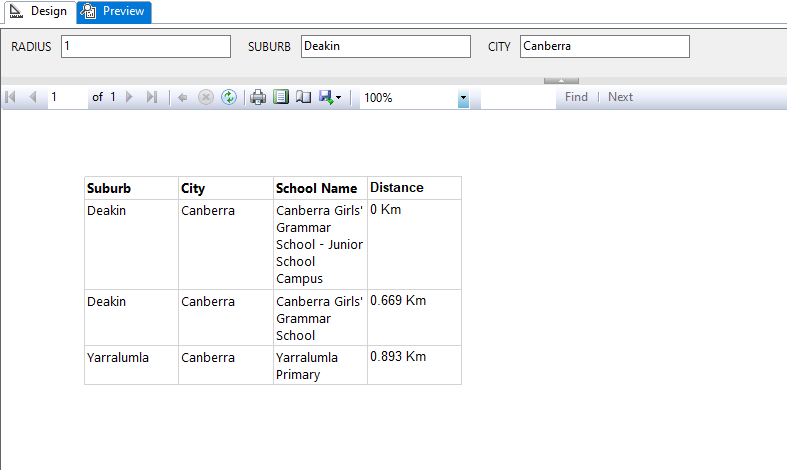 Design Preview
RADIUS 1 SUBURB Deakin CITY Canberra
1 of 1 100% Find | Next
Suburb City School Name Distance
Deakin Canberra Canberra Girls' 0 Km
Grammar
School - Junior
School
Campus
Deakin Canberra Canberra Girls' 0.669 Km
Grammar
School
Yarralumla Canberra Yarralumla 0.893 Km
Primary